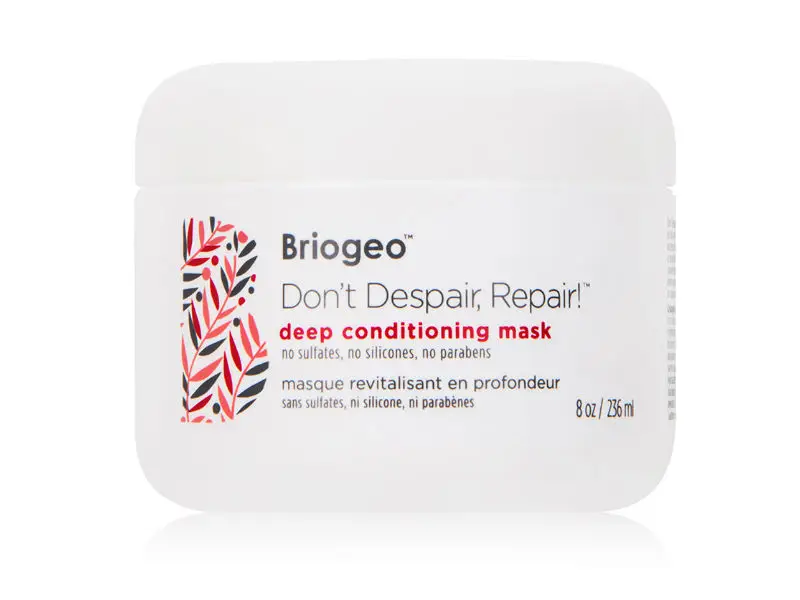 Briogeo™
Don't Despair, Repair!™
deep conditioning mask
no sulfates, no silicones, no parabens
masque revitalisant en profondeur
sans sulfates, ni silicone, ni parabènes
8 oz / 236 ml